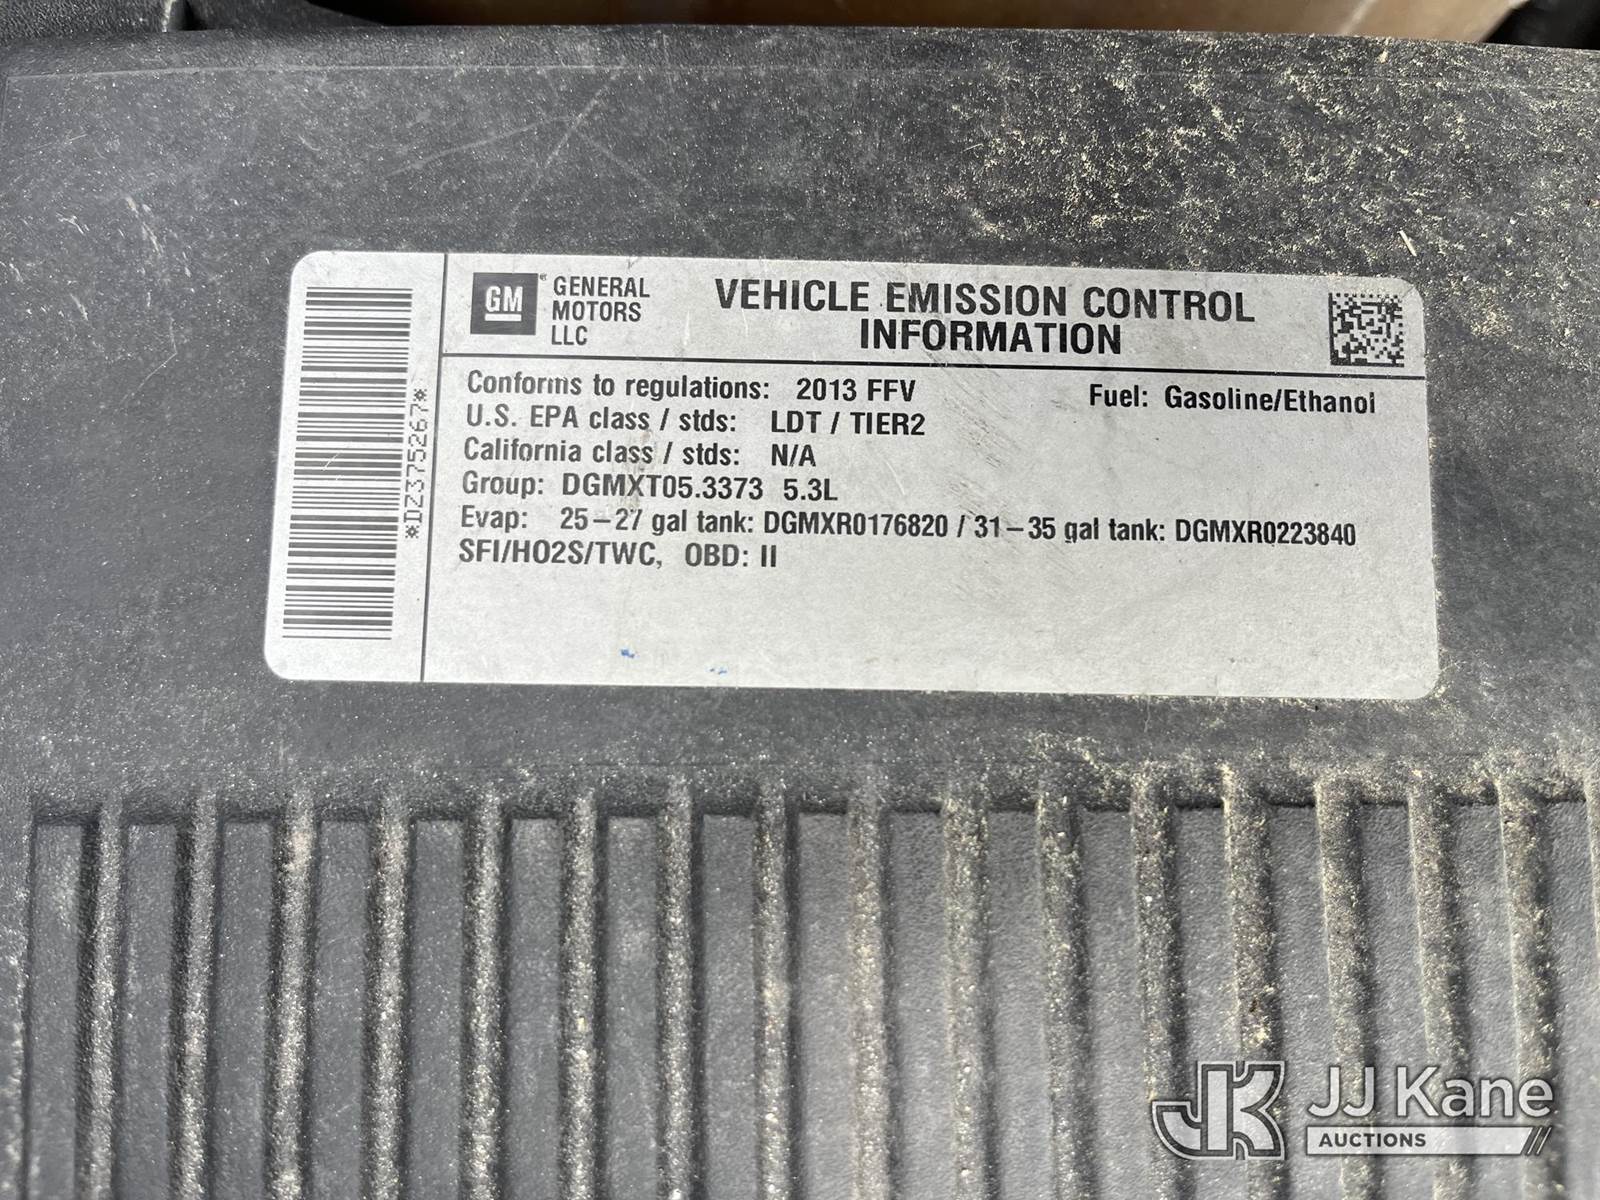 GM
GENERAL
MOTORS
LLC
VEHICLE EMISSION CONTROL
INFORMATION
Conforms to regulations: 2013 FFV
Fuel: Gasoline/Ethanol
U.S. EPA class / stds: LDT / TIER2
California class / stds: N/A
Group: DGMXT05.3373 5.3L
Evap: 25–27 gal tank: DGMXR0176820 / 31–35 gal tank: DGMXR0223840
SFI/HO2S/TWC, OBD: II
*DZ375267*
JK
JJ Kane
AUCTIONS